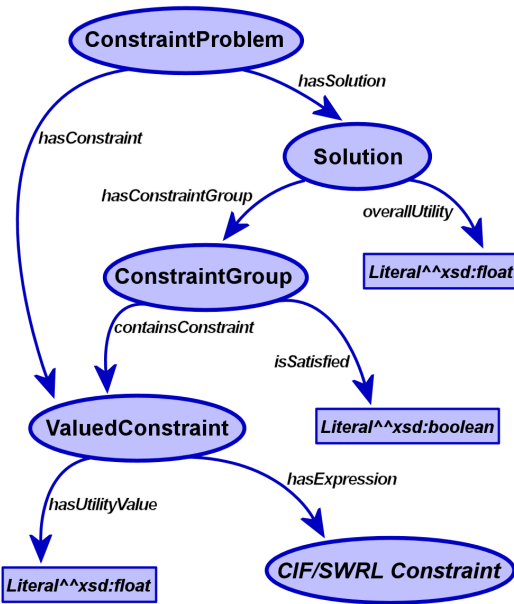 ConstraintProblem
hasSolution
hasConstraint
Solution
hasConstraintGroup
overallUtility
ConstraintGroup
Literal^^xsd:float
containsConstraint
isSatisfied
ValuedConstraint
Literal^^xsd:boolean
hasExpression
hasUtilityValue
CIF/SWRL Constraint
Literal^^xsd:float